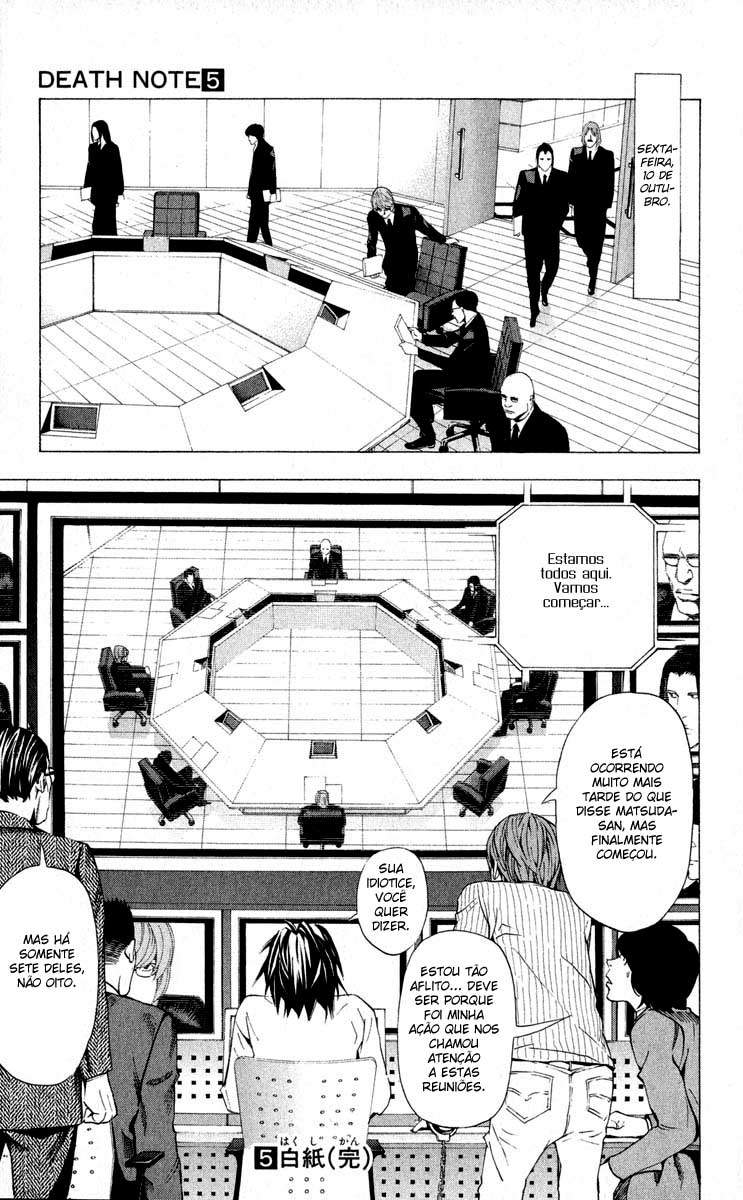 DEATH NOTE 5
SEXTA-
FEIRA,
10 DE
OUTU-
BRO.
Estamos
todos aqui.
Vamos
começar...
ESTÁ
OCORRENDO
MUITO MAIS
TARDE DO QUE
DISSE MATSUDA-
SAN, MAS
FINALMENTE
COMEÇOU.
SUA
IDIOTICE,
VOCÊ
QUER
DIZER.
ESTOU TÃO
AFLITO... DEVE
SER PORQUE
FOI MINHA
AÇÃO QUE NOS
CHAMOU
ATENÇÃO
A ESTAS
REUNIÕES.
MAS HÁ
SOMENTE
SETE DELES,
NÃO OITO.
はくし かん
5 白紙(完)